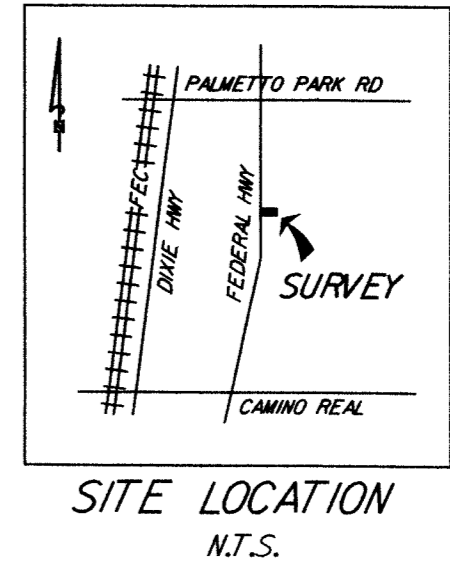 N
PALMETTO PARK RD
FEC
DIXIE HWY
FEDERAL HWY
SURVEY
CAMINO REAL
SITE LOCATION
N.T.S.